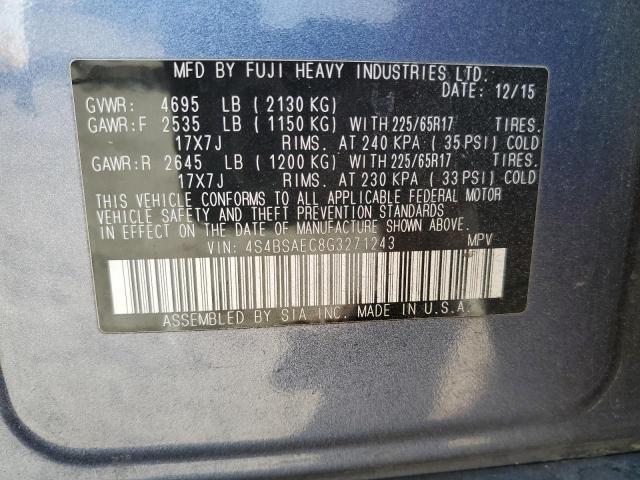 MFD BY FUJI HEAVY INDUSTRIES LTD.
DATE: 12/15
GVWR: 4695 LB (2130 KG)
GAWR:F 2535 LB (1150 KG) WITH 225/65R17 TIRES.
17X7J RIMS. AT 240 KPA (35 PSI) COLD
GAWR:R 2645 LB (1200 KG) WITH 225/65R17 TIRES.
17X7J RIMS. AT 230 KPA (33 PSI) COLD
THIS VEHICLE CONFORMS TO ALL APPLICABLE FEDERAL MOTOR
VEHICLE SAFETY AND THEFT PREVENTION STANDARDS
IN EFFECT ON THE DATE OF MANUFACTURE SHOWN ABOVE.
VIN: 4S4BSAEC8G3271243 MPV
ASSEMBLED BY SIA INC. MADE IN U.S.A.